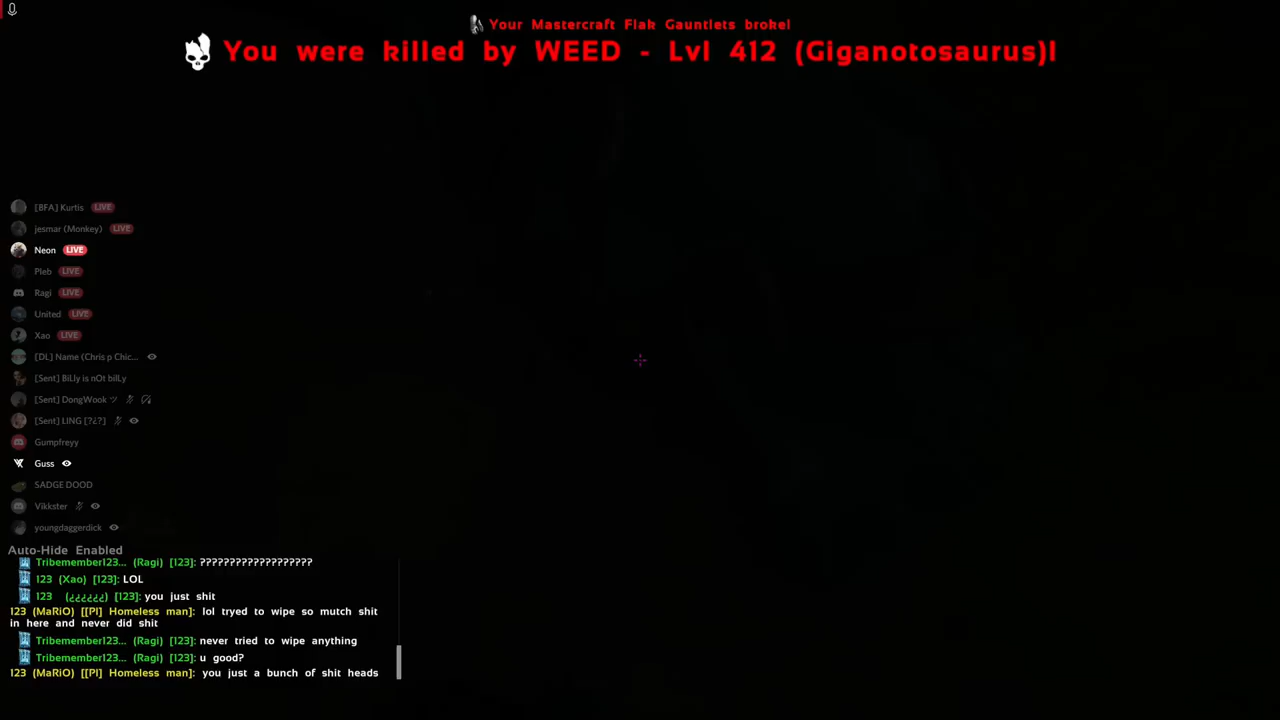 Your Mastercraft Flak Gauntlets broke!
You were killed by WEED - Lvl 412 (Giganotosaurus)!
[BFA] Kurtis LIVE
jesmar (Monkey) LIVE
Neon LIVE
Pleb LIVE
Ragi LIVE
United LIVE
Xao LIVE
[DL] Name (Chris p Chic...
[Sent] BiLly is nOt bilLy
[Sent] DongWook ツ
[Sent] LING [?¿?]
Gumpfreyy
Guss
SADGE DOOD
Vikkster
youngdaggerdick
Auto-Hide Enabled
Tribemember123... (Ragi) [123]: ???????????????????
123 (Xao) [123]: LOL
123 (¿¿¿¿¿¿) [123]: you just shit
123 (MaRiO) [[PI] Homeless man]: lol tryed to wipe so mutch shit
in here and never did shit
Tribemember123... (Ragi) [123]: never tried to wipe anything
Tribemember123... (Ragi) [123]: u good?
123 (MaRiO) [[PI] Homeless man]: you just a bunch of shit heads